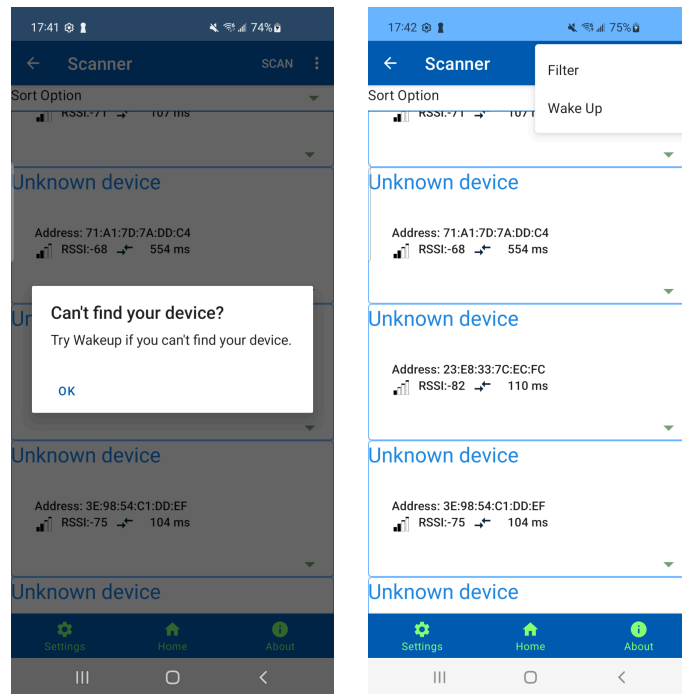 17:41 74%
Scanner SCAN
Sort Option
RSSI:-71 107 ms
Unknown device
Address: 71:A1:7D:7A:DD:C4
RSSI:-68 554 ms
Can't find your device?
Try Wakeup if you can't find your device.
OK
Unknown device
Address: 3E:98:54:C1:DD:EF
RSSI:-75 104 ms
Unknown device
Settings Home About
17:42 75%
Scanner
Filter
Wake Up
Sort Option
RSSI:-71
Unknown device
Address: 71:A1:7D:7A:DD:C4
RSSI:-68 554 ms
Unknown device
Address: 23:E8:33:7C:EC:FC
RSSI:-82 110 ms
Unknown device
Address: 3E:98:54:C1:DD:EF
RSSI:-75 104 ms
Unknown device
Settings Home About